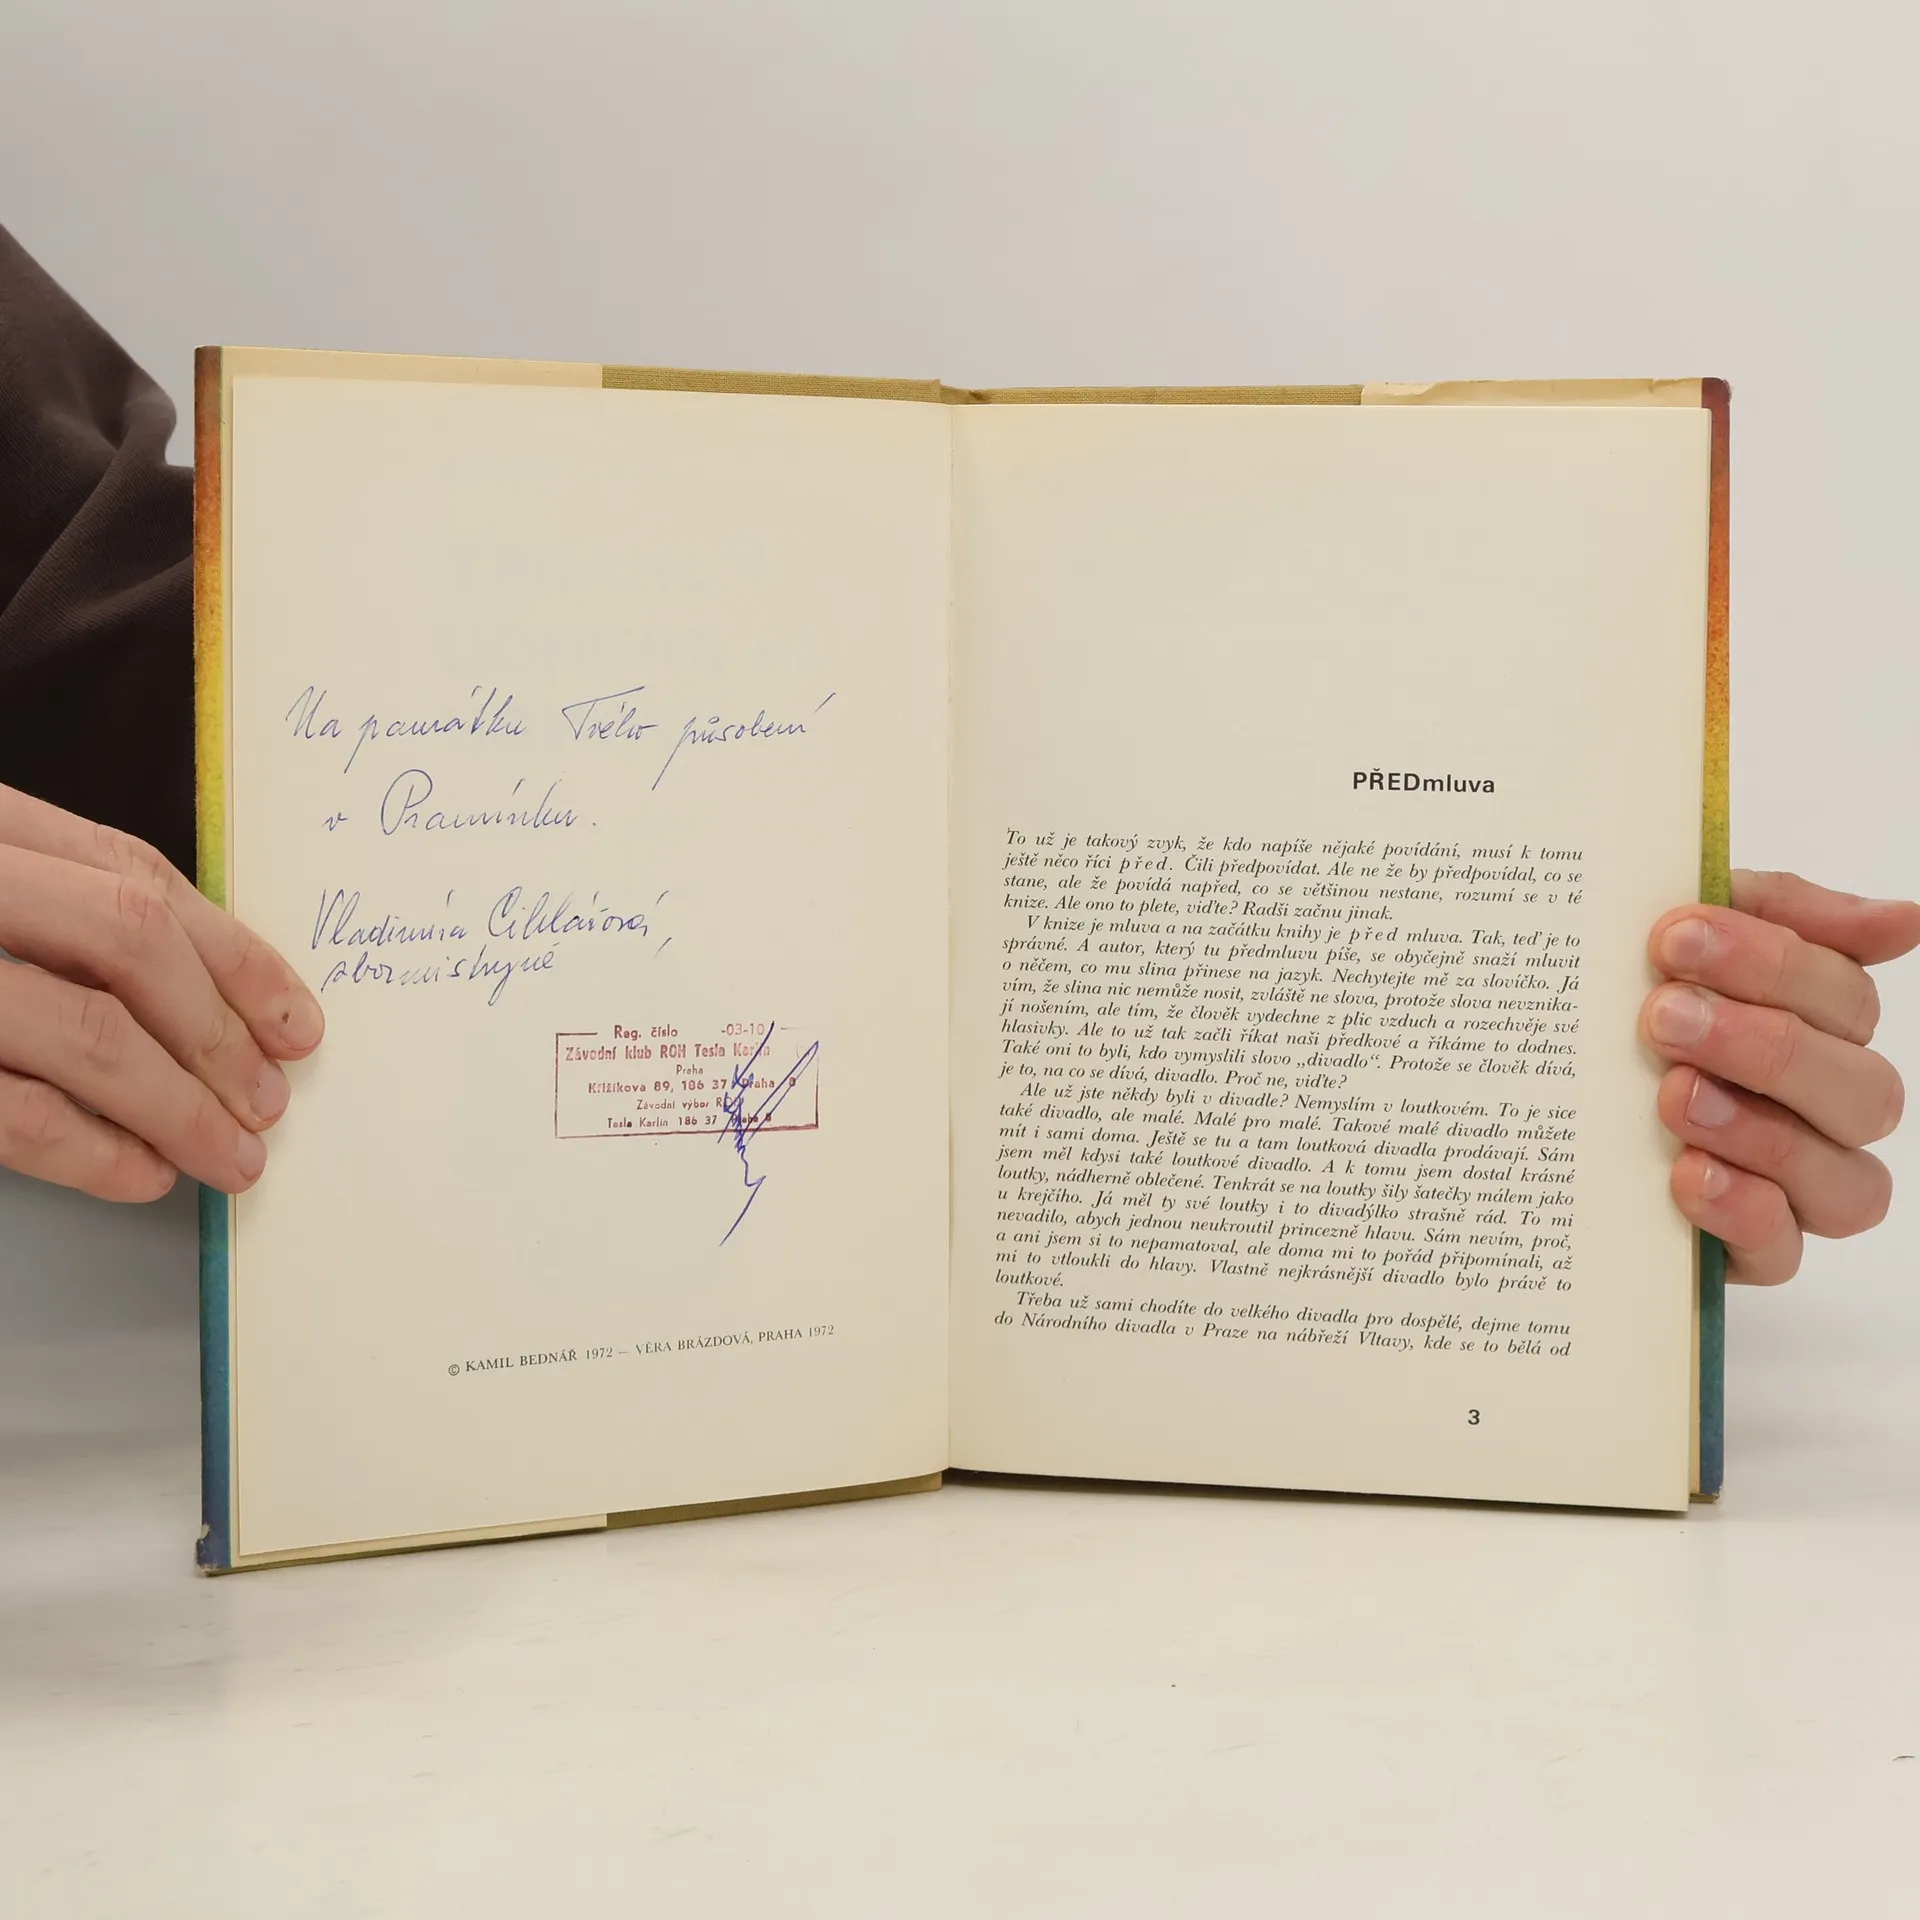 Na památku Tvého působení
v Pramínku.
Vladimíra Cihlářová,
sbormistryně
Reg. číslo -03-10
Závodní klub ROH Tesla Karlín
Praha
Křižíkova 89, 186 37 Praha 8
Závodní výbor ROH
Tesla Karlín 186 37 Praha 8
© KAMIL BEDNÁŘ 1972 — VĚRA BRÁZDOVÁ, PRAHA 1972
PŘEDmluva
To už je takový zvyk, že kdo napíše nějaké povídání, musí k tomu
ještě něco říci před. Čili předpovídat. Ale ne že by předpovídal, co se
stane, ale že povídá napřed, co se většinou nestane, rozumí se v té
knize. Ale ono to plete, viďte? Radši začnu jinak.
V knize je mluva a na začátku knihy je před mluva. Tak, teď je to
správné. A autor, který tu předmluvu píše, se obyčejně snaží mluvit
o něčem, co mu slina přinese na jazyk. Nechytejte mě za slovíčko. Já
vím, že slina nic nemůže nosit, zvláště ne slova, protože slova nevznika-
jí nošením, ale tím, že člověk vydechne z plic vzduch a rozechvěje své
hlasivky. Ale to už tak začli říkat naši předkové a říkáme to dodnes.
Také oni to byli, kdo vymyslili slovo „divadlo“. Protože se člověk dívá,
je to, na co se dívá, divadlo. Proč ne, viďte?
Ale už jste někdy byli v divadle? Nemyslím v loutkovém. To je sice
také divadlo, ale malé. Malé pro malé. Takové malé divadlo můžete
mít i sami doma. Ještě se tu a tam loutková divadla prodávají. Sám
jsem měl kdysi také loutkové divadlo. A k tomu jsem dostal krásné
loutky, nádherně oblečené. Tenkrát se na loutky šily šatečky málem jako
u krejčího. Já měl ty své loutky i to divadýlko strašně rád. To mi
nevadilo, abych jednou neukroutil princezně hlavu. Sám nevím, proč,
a ani jsem si to nepamatoval, ale doma mi to pořád připomínali, až
mi to vtloukli do hlavy. Vlastně nejkrásnější divadlo bylo právě to
loutkové.
Třeba už sami chodíte do velkého divadla pro dospělé, dejme tomu
do Národního divadla v Praze na nábřeží Vltavy, kde se to bělá od
3